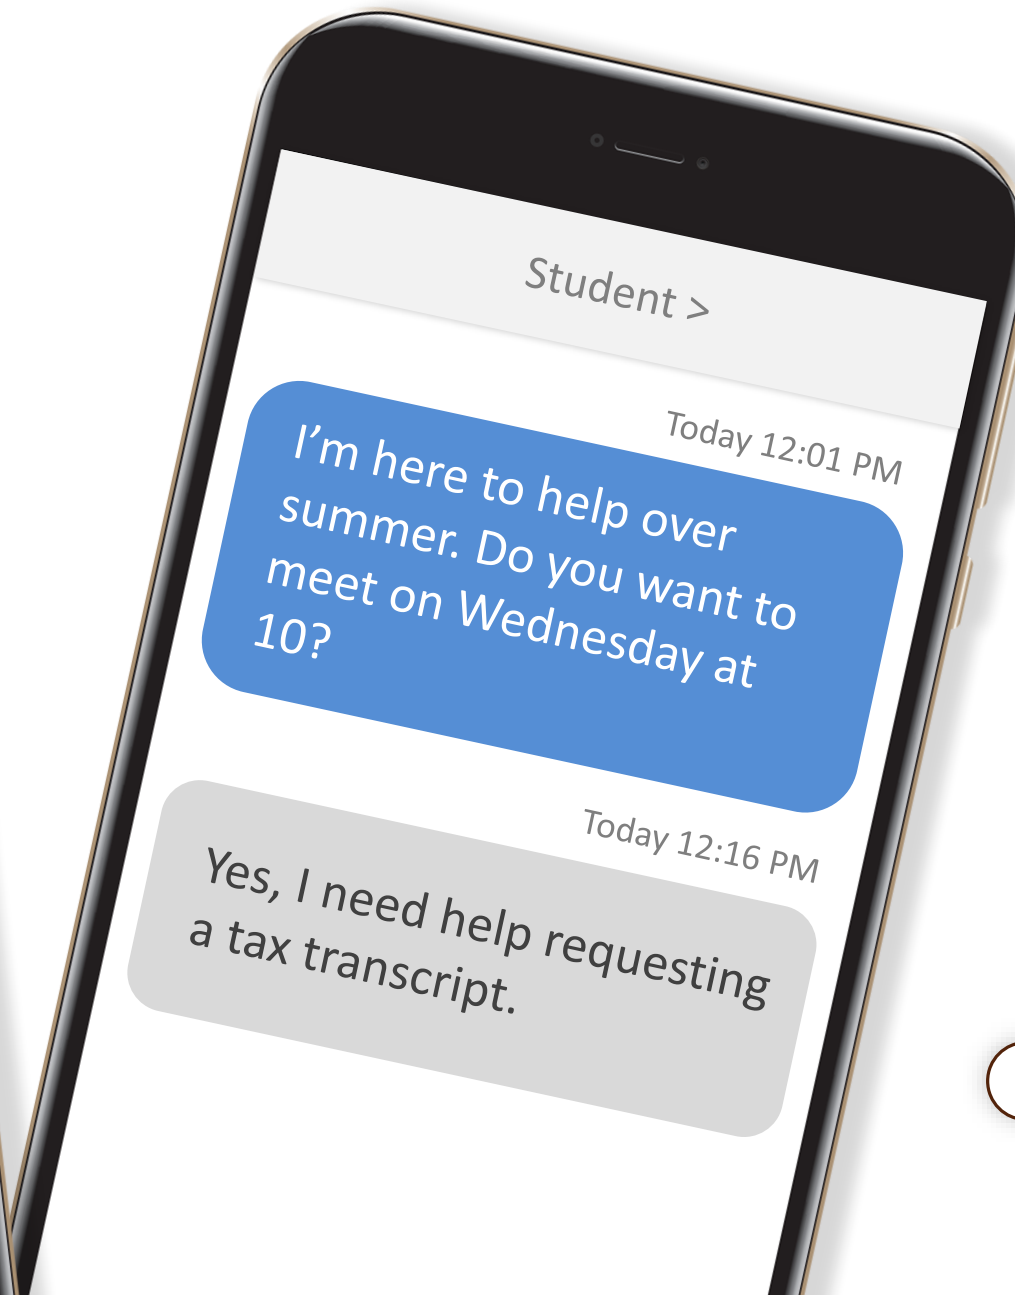 Student >
Today 12:01 PM
I’m here to help over
summer. Do you want to
meet on Wednesday at
10?
Today 12:16 PM
Yes, I need help requesting
a tax transcript.